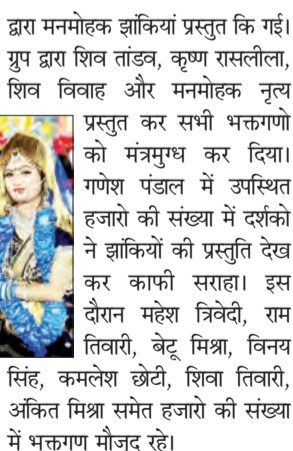 द्वारा मनमोहक झांकियां प्रस्तुत कि गई।
ग्रुप द्वारा शिव तांडव, कृष्ण रासलीला,
शिव विवाह और मनमोहक नृत्य
प्रस्तुत कर सभी भक्तगणो
को मंत्रमुग्ध कर दिया।
गणेश पंडाल में उपस्थित
हजारो की संख्या में दर्शको
ने झांकियों की प्रस्तुति देख
कर काफी सराहा। इस
दौरान महेश त्रिवेदी, राम
तिवारी, बेटू मिश्रा, विनय
सिंह, कमलेश छोटी, शिवा तिवारी,
अंकित मिश्रा समेत हजारो की संख्या
में भक्तगण मौजूद रहे।